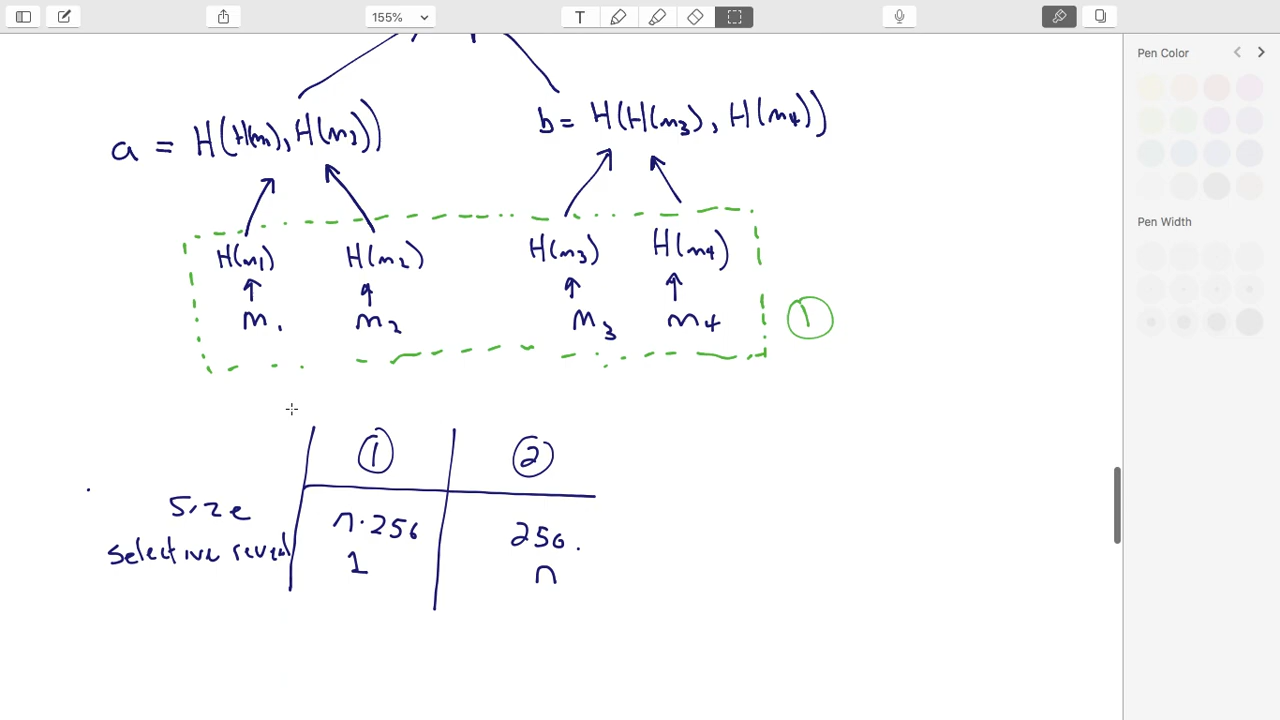 155%
T
Pen Color
Pen Width
a = H(H(m), H(m2))
b = H(H(m3), H(m4))
H(m1) H(m2) H(m3) H(m4)
m1 m2 m3 m4
1
1 2
Size n·256 256.
Selective reveal 1 n